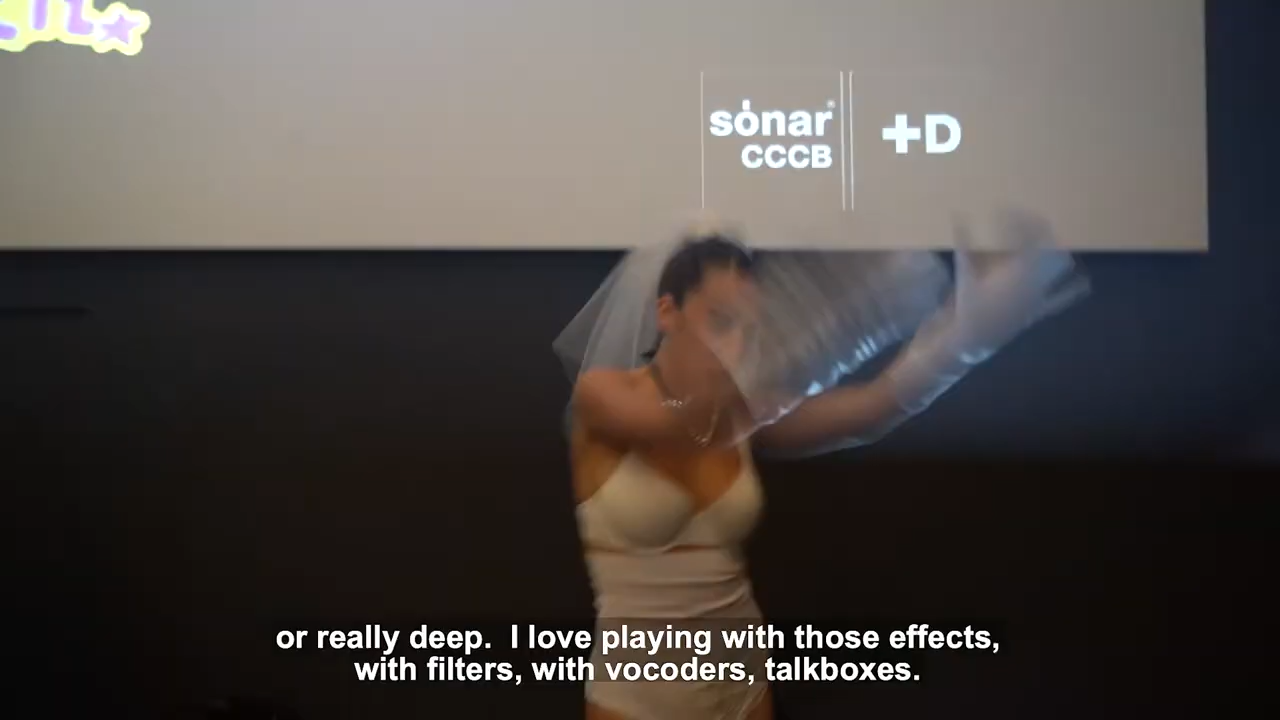 sónar
CCCB
+D
or really deep.  I love playing with those effects,
with filters, with vocoders, talkboxes.